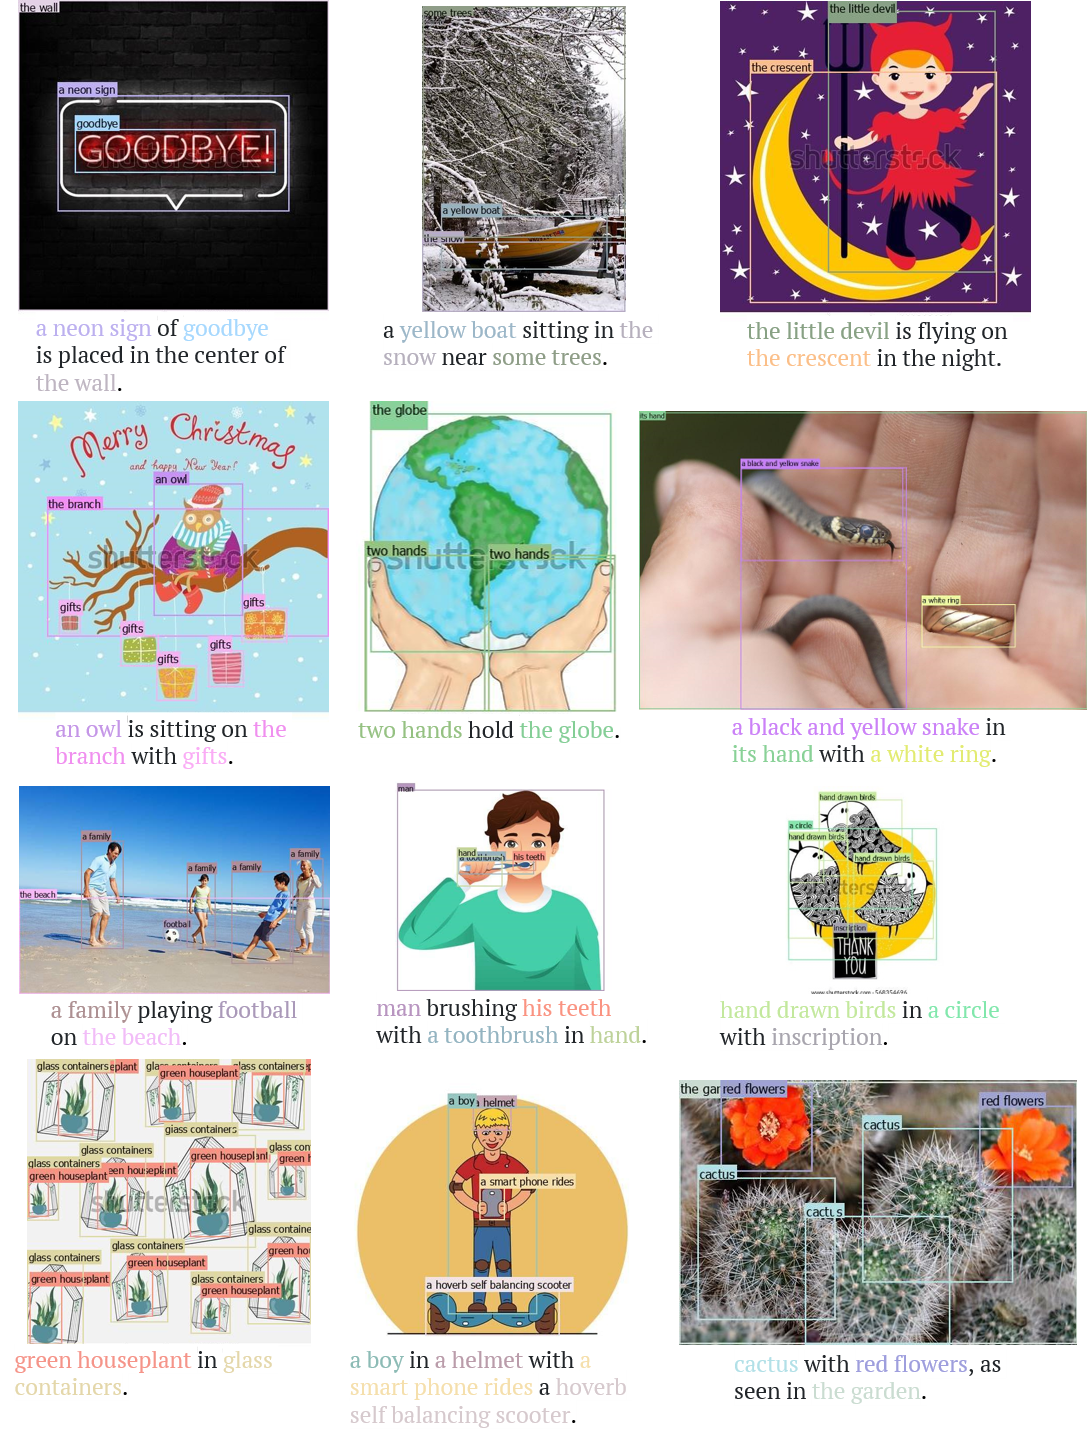 the wall
a neon sign
goodbye
GOODBYE!
shutterstock
a neon sign of goodbye
is placed in the center of
the wall.
some trees
a yellow boat
the snow
a yellow boat sitting in the
snow near some trees.
the little devil
the crescent
shutterstock
the little devil is flying on
the crescent in the night.
Merry Christmas
and happy New Year!
an owl
the branch
shutterstock
gifts
gifts
gifts
gifts
gifts
an owl is sitting on the
branch with gifts.
the globe
two hands
two hands
shutterstock
two hands hold the globe.
its hand
a black and yellow snake
a white ring
a black and yellow snake in
its hand with a white ring.
a family
a family
a family
a family
the beach
football
a family playing football
on the beach.
man
hand
a toothbrush
his teeth
man brushing his teeth
with a toothbrush in hand.
hand drawn birds
a circle
hand drawn birds
hand drawn birds
shutterstock
inscription
THANK
YOU
www.shutterstock.com · 568354696
hand drawn birds in a circle
with inscription.
glass containers
glass containers
glass containers
green houseplant
glass containers
glass containers
green houseplant
glass containers
green houseplant
green houseplant
shutterstock
glass containers
glass containers
glass containers
green houseplant
green houseplant
glass containers
green houseplant
green houseplant in glass
containers.
a boy
a helmet
a smart phone rides
a hoverb self balancing scooter
a boy in a helmet with a
smart phone rides a hoverb
self balancing scooter.
the gar
red flowers
red flowers
cactus
cactus
cactus
cactus with red flowers, as
seen in the garden.